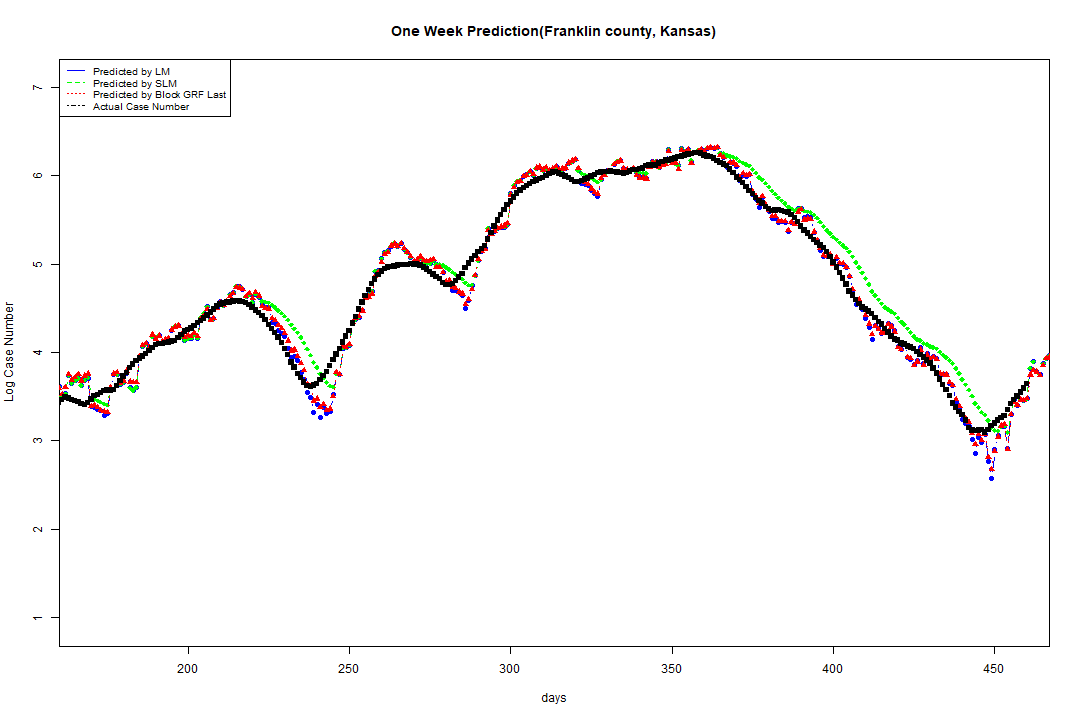 One Week Prediction(Franklin county, Kansas)
Predicted by LM
Predicted by SLM
Predicted by Block GRF Last
Actual Case Number
7
6
5
4
3
2
1
Log Case Number
200 250 300 350 400 450
days